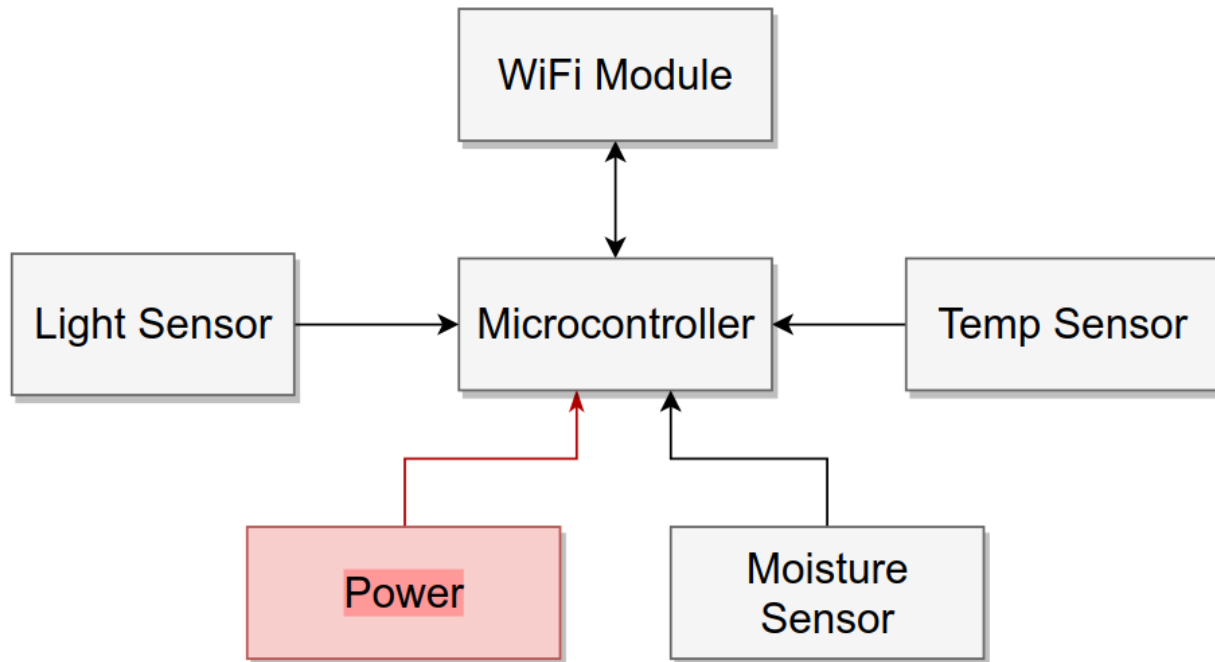 WiFi Module
Light Sensor
Microcontroller
Temp Sensor
Power
Moisture
Sensor